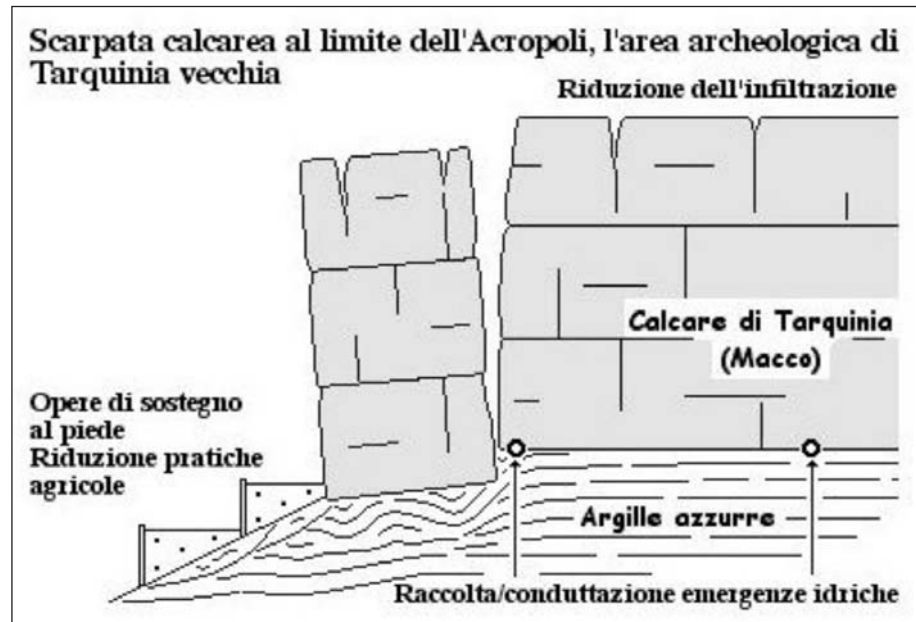 Scarpata calcarea al limite dell'Acropoli, l'area archeologica di
Tarquinia vecchia
Riduzione dell'infiltrazione
Calcare di Tarquinia
(Macco)
Opere di sostegno
al piede
Riduzione pratiche
agricole
Argille azzurre
Raccolta/conduttazione emergenze idriche